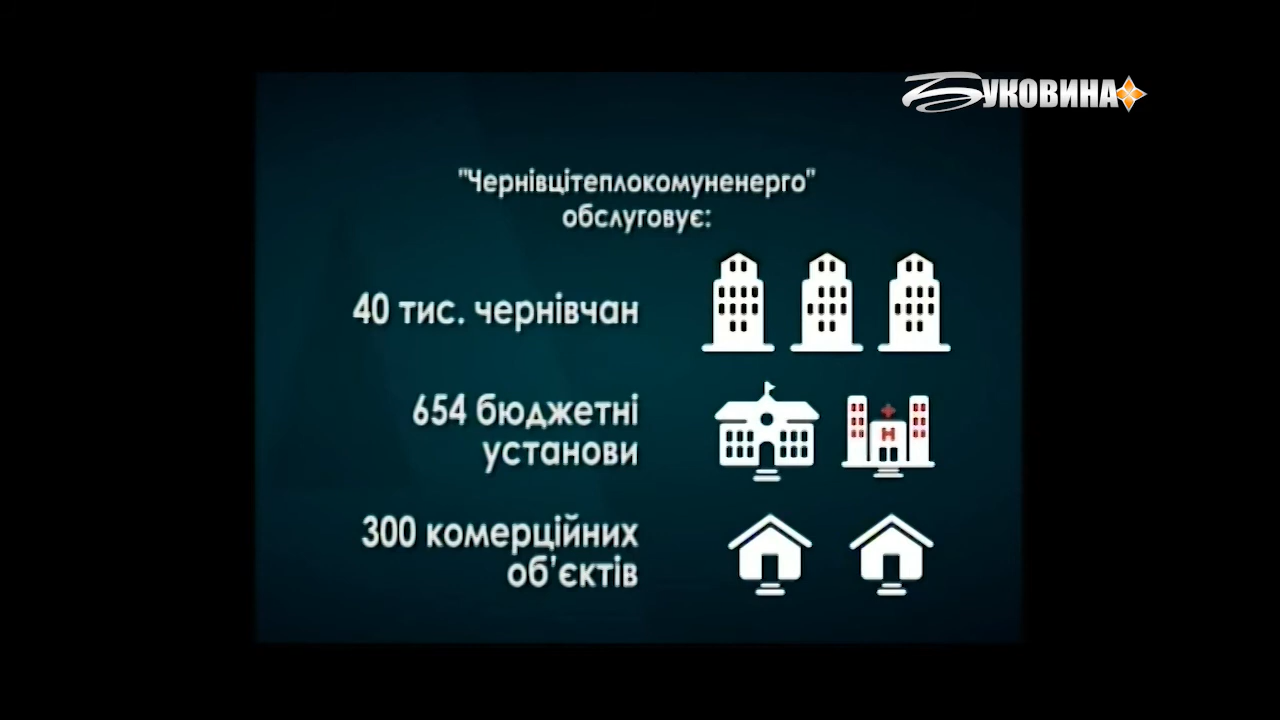 БУКОВИНА
"Чернівцітеплокомуненерго"
обслуговує:
40 тис. чернівчан
654 бюджетні
установи
H
300 комерційних
об'єктів